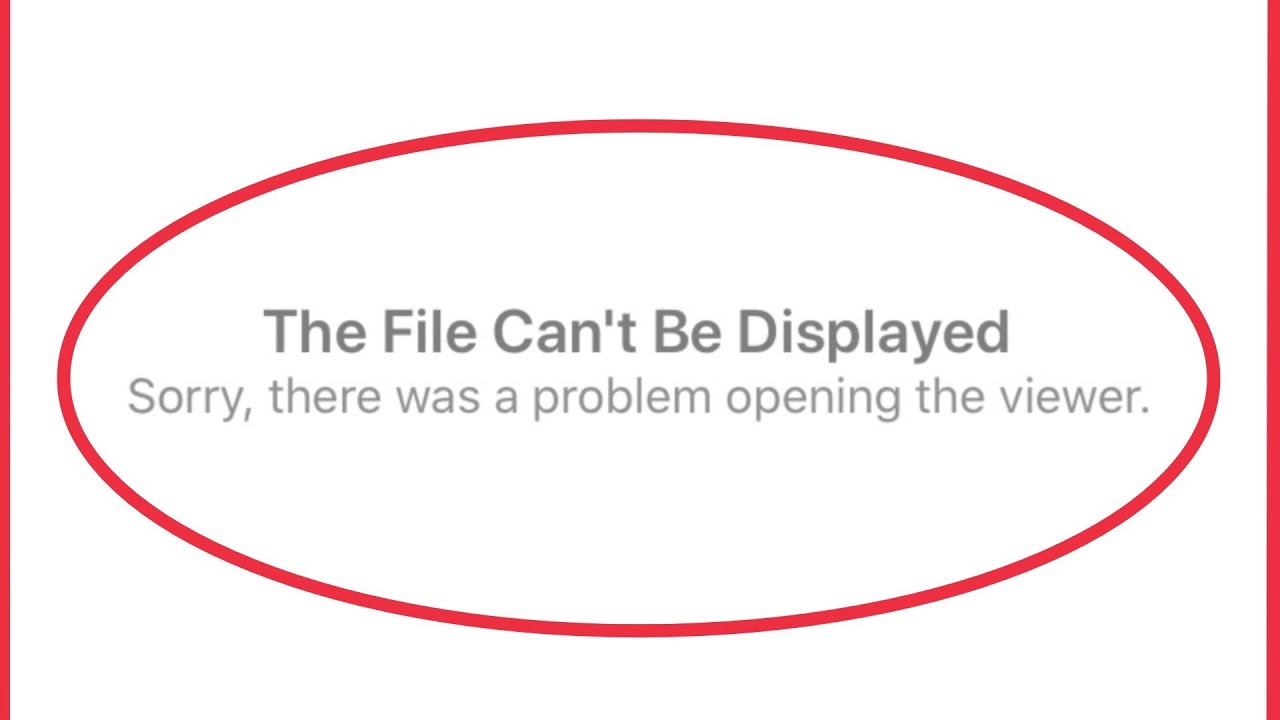 The File Can't Be Displayed
Sorry, there was a problem opening the viewer.